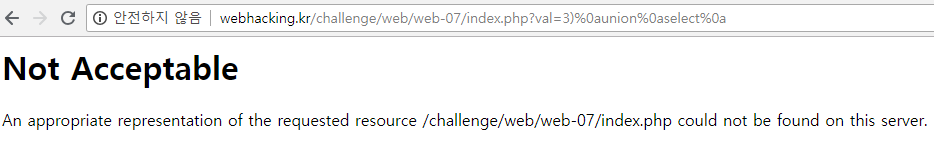 안전하지 않음 | webhacking.kr/challenge/web/web-07/index.php?val=3)%0aunion%0aselect%0a
Not Acceptable
An appropriate representation of the requested resource /challenge/web/web-07/index.php could not be found on this server.